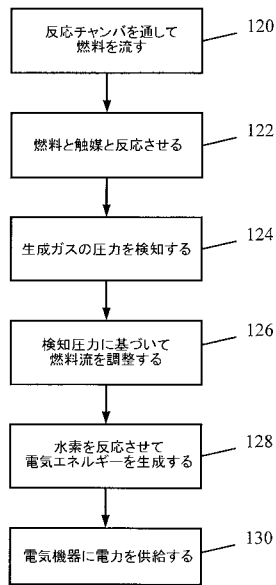 反応チャンバを通して
燃料を流す
120
燃料と触媒と反応させる
122
生成ガスの圧力を検知する
124
検知圧力に基づいて
燃料流を調整する
126
水素を反応させて
電気エネルギーを生成する
128
電気機器に電力を供給する
130